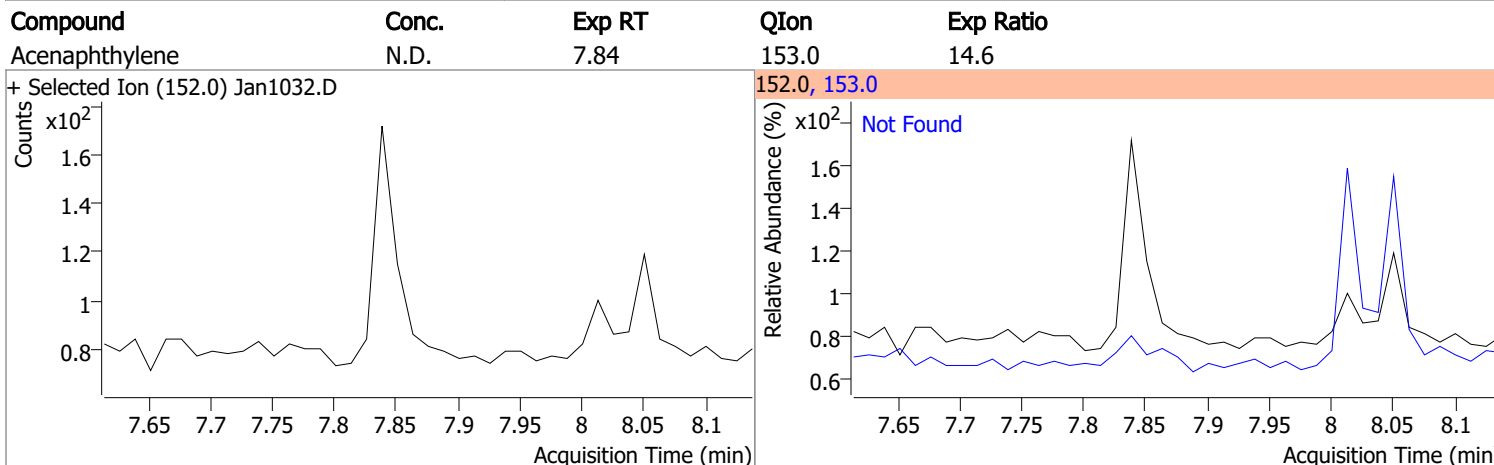 Compound Conc. Exp RT QIon Exp Ratio
Acenaphthylene N.D. 7.84 153.0 14.6
+ Selected Ion (152.0) Jan1032.D
Counts
x10²
1.6
1.4
1.2
1
0.8
7.65 7.7 7.75 7.8 7.85 7.9 7.95 8 8.05 8.1
Acquisition Time (min)
152.0, 153.0
Relative Abundance (%)
x10²
Not Found
1.6
1.4
1.2
1
0.8
0.6
7.65 7.7 7.75 7.8 7.85 7.9 7.95 8 8.05 8.1
Acquisition Time (min